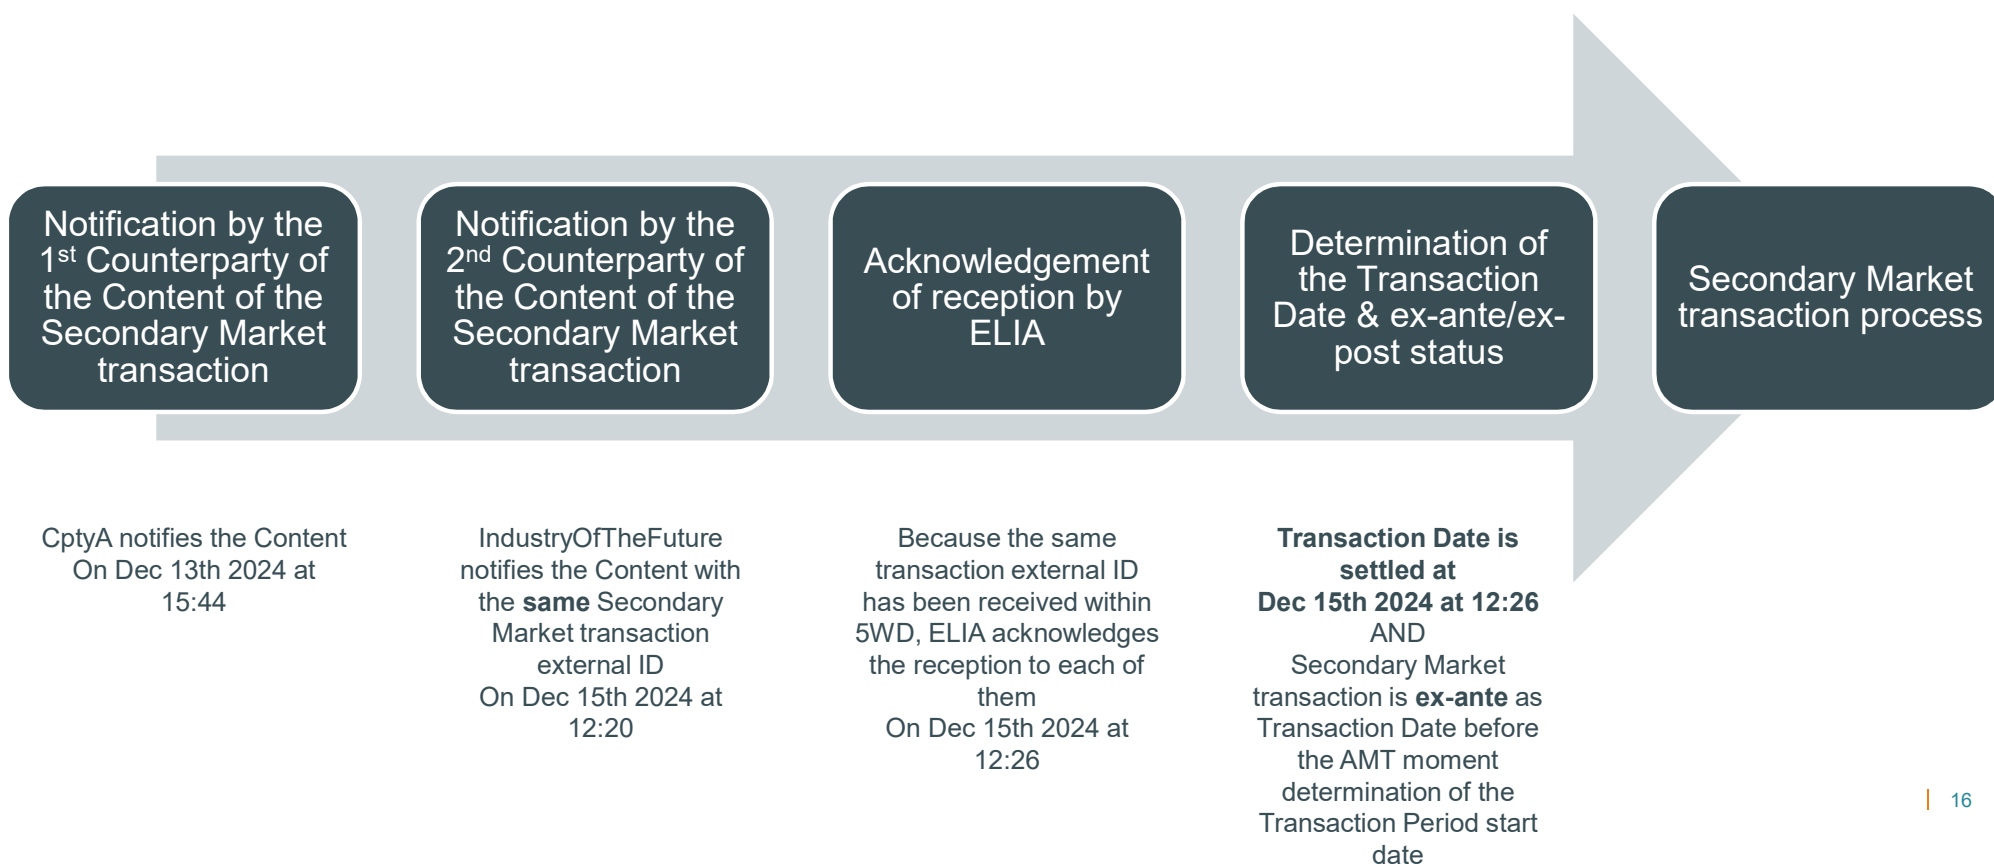 Notification by the
1st Counterparty of
the Content of the
Secondary Market
transaction
Notification by the
2nd Counterparty of
the Content of the
Secondary Market
transaction
Acknowledgement
of reception by
ELIA
Determination of
the Transaction
Date & ex-ante/ex-
post status
Secondary Market
transaction process
CptyA notifies the Content
On Dec 13th 2024 at
15:44
IndustryOfTheFuture
notifies the Content with
the same Secondary
Market transaction
external ID
On Dec 15th 2024 at
12:20
Because the same
transaction external ID
has been received within
5WD, ELIA acknowledges
the reception to each of
them
On Dec 15th 2024 at
12:26
Transaction Date is
settled at
Dec 15th 2024 at 12:26
AND
Secondary Market
transaction is ex-ante as
Transaction Date before
the AMT moment
determination of the
Transaction Period start
date
16